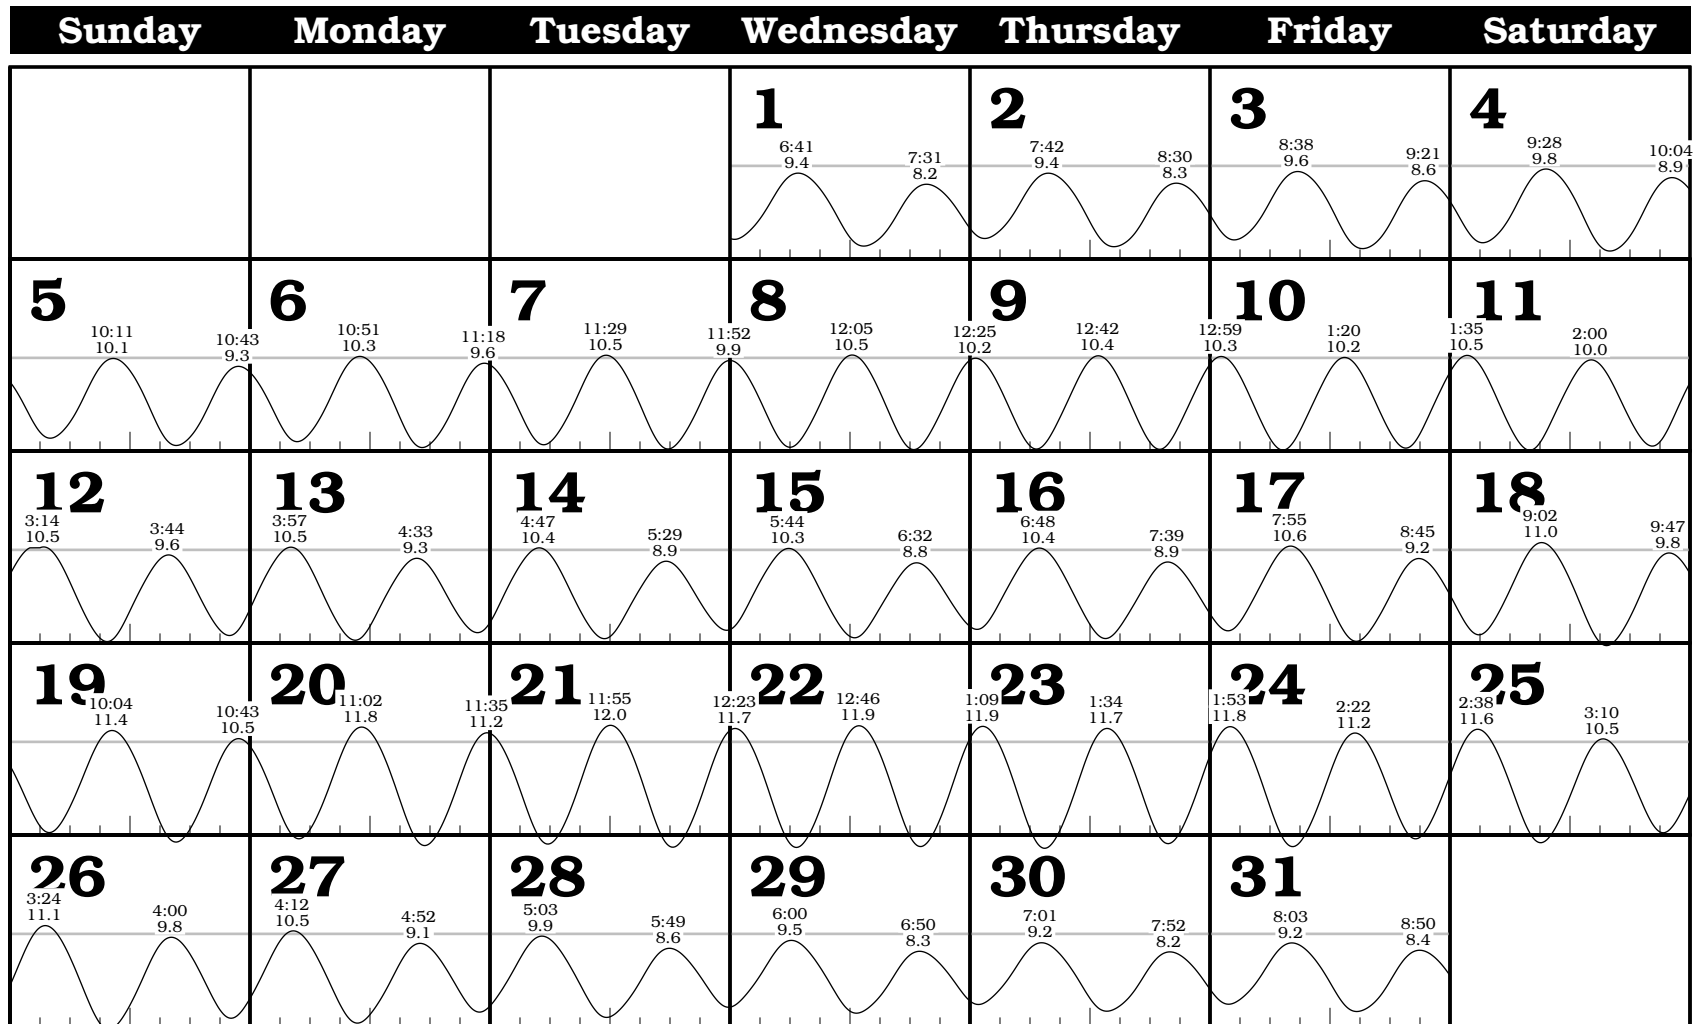 Sunday Monday Tuesday Wednesday Thursday Friday Saturday
1 2 3 4
6:41 7:31 7:42 8:30 8:38 9:21 9:28 10:04
9.4 8.2 9.4 8.3 9.6 8.6 9.8 8.9
5 6 7 8 9 10 11
10:11 10:43 10:51 11:18 11:29 11:52 12:05 12:25 12:42 12:59 1:20 1:35 2:00
10.1 9.3 10.3 9.6 10.5 9.9 10.5 10.2 10.4 10.3 10.2 10.5 10.0
12 13 14 15 16 17 18
3:14 3:44 3:57 4:33 4:47 5:29 5:44 6:32 6:48 7:39 7:55 8:45 9:02 9:47
10.5 9.6 10.5 9.3 10.4 8.9 10.3 8.8 10.4 8.9 10.6 9.2 11.0 9.8
19 20 21 22 23 24 25
10:04 10:43 11:02 11:35 11:55 12:23 12:46 1:09 1:34 1:53 2:22 2:38 3:10
11.4 10.5 11.8 11.2 12.0 11.7 11.9 11.9 11.7 11.8 11.2 11.6 10.5
26 27 28 29 30 31
3:24 4:00 4:12 4:52 5:03 5:49 6:00 6:50 7:01 7:52 8:03 8:50
11.1 9.8 10.5 9.1 9.9 8.6 9.5 8.3 9.2 8.2 9.2 8.4